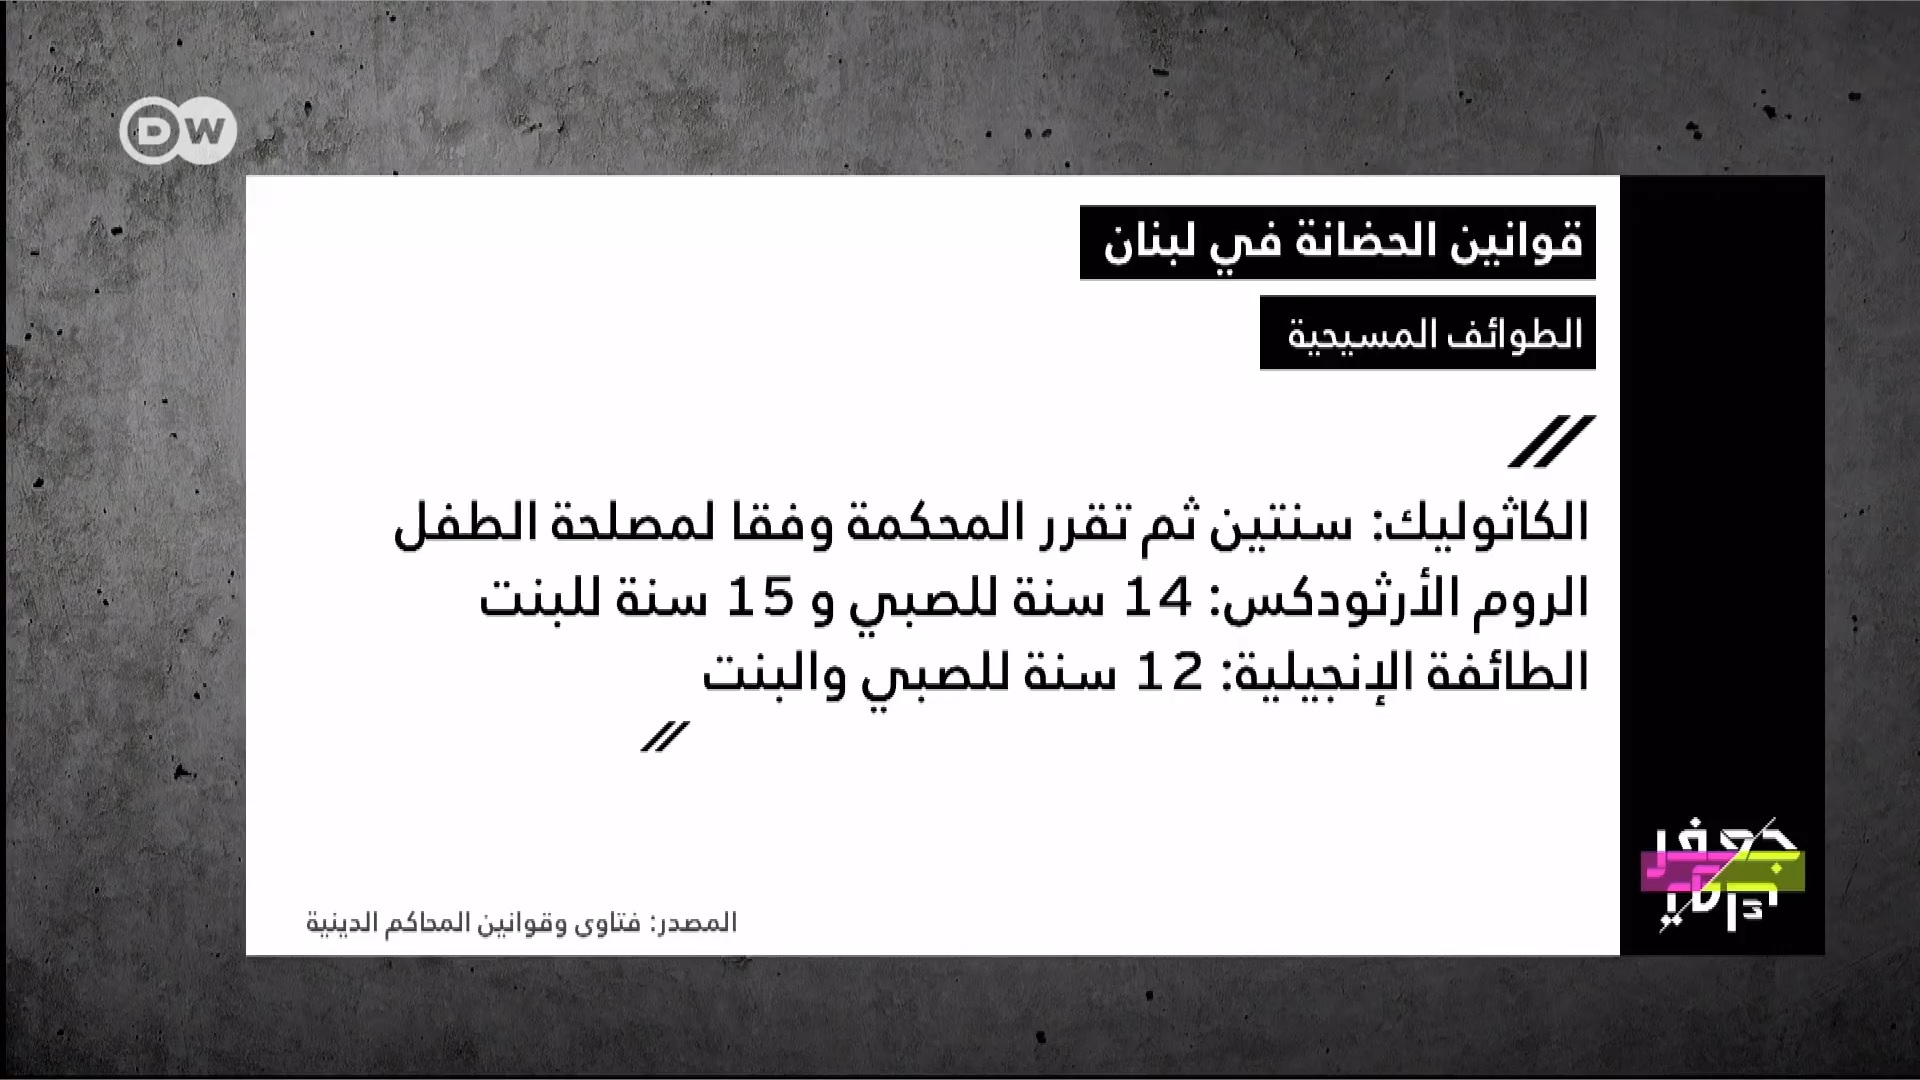 DW
قوانين الحضانة في لبنان
الطوائف المسيحية
الكاثوليك: سنتين ثم تقرر المحكمة وفقا لمصلحة الطفل
الروم الأرثودكس: 14 سنة للصبي و 15 سنة للبنت
الطائفة الإنجيلية: 12 سنة للصبي والبنت
المصدر: فتاوى وقوانين المحاكم الدينية
جعفر